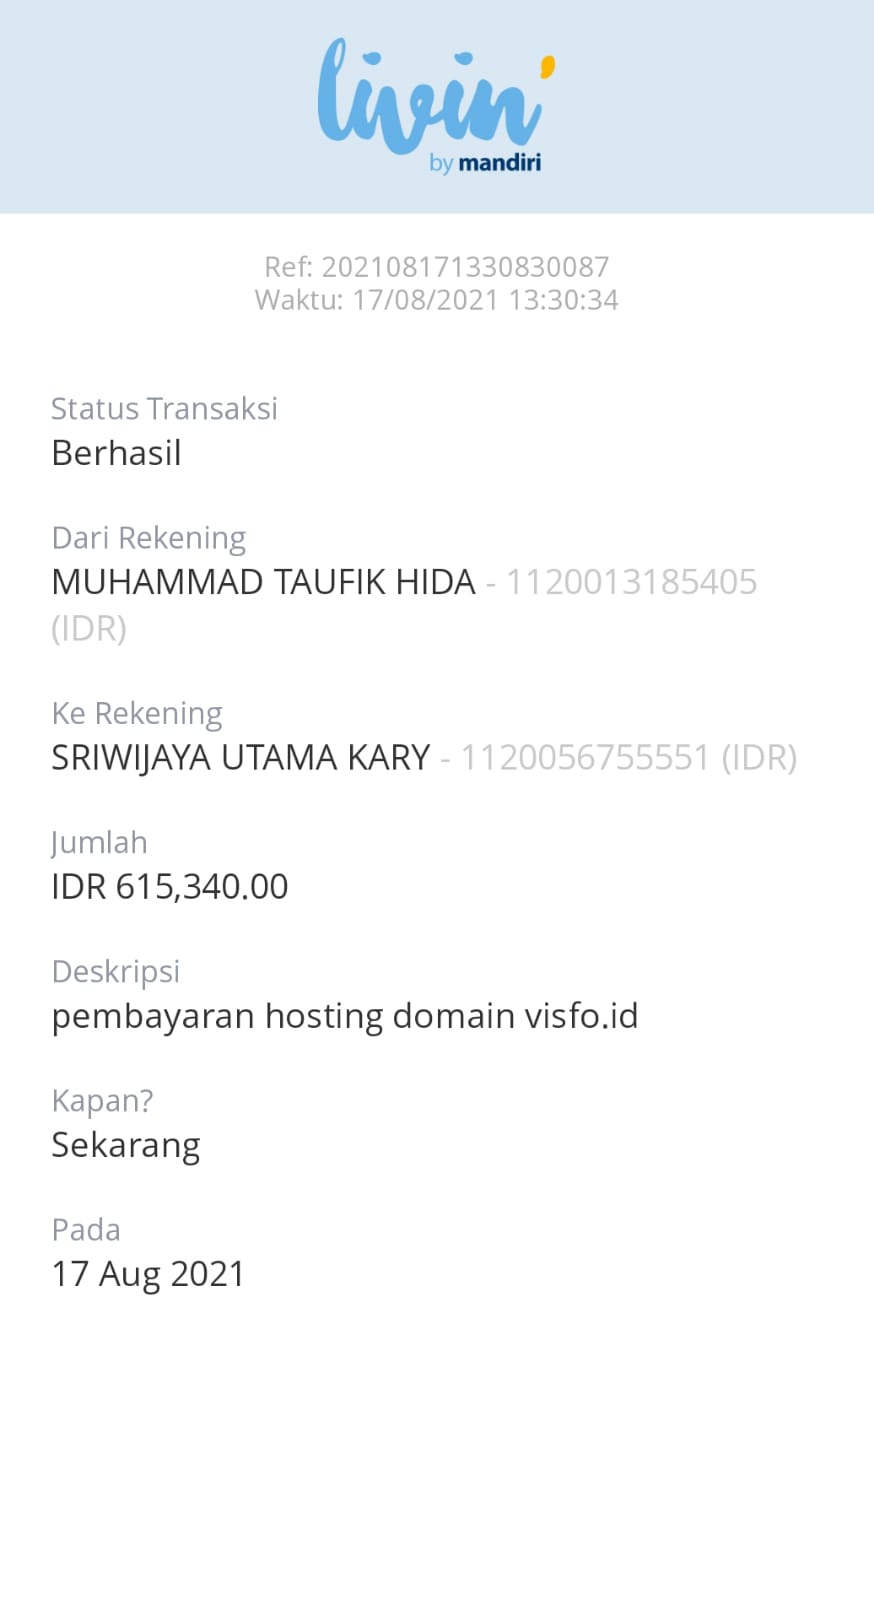 livin'
by mandiri
Ref: 202108171330830087
Waktu: 17/08/2021 13:30:34
Status Transaksi
Berhasil
Dari Rekening
MUHAMMAD TAUFIK HIDA - 1120013185405
(IDR)
Ke Rekening
SRIWIJAYA UTAMA KARY - 1120056755551 (IDR)
Jumlah
IDR 615,340.00
Deskripsi
pembayaran hosting domain visfo.id
Kapan?
Sekarang
Pada
17 Aug 2021